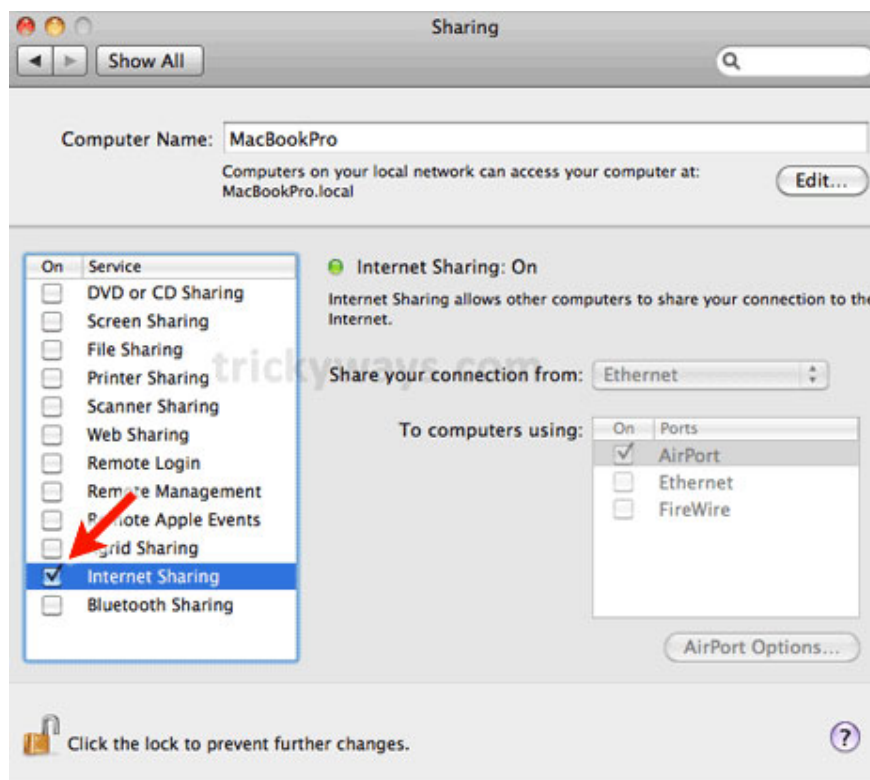 Sharing
Show All
Computer Name: MacBookPro
Computers on your local network can access your computer at:
MacBookPro.local
Edit...
On Service
DVD or CD Sharing
Screen Sharing
File Sharing
Printer Sharing
Scanner Sharing
Web Sharing
Remote Login
Remote Management
Remote Apple Events
grid Sharing
Internet Sharing
Bluetooth Sharing
Internet Sharing: On
Internet Sharing allows other computers to share your connection to the
Internet.
trickyways.com
Share your connection from: Ethernet
To computers using:
On Ports
AirPort
Ethernet
FireWire
AirPort Options...
Click the lock to prevent further changes.
?